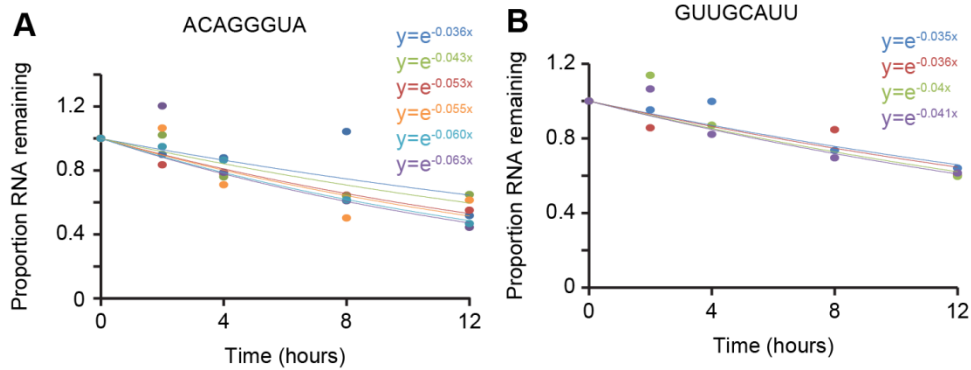 A
ACAGGGUA
y=e^-0.036x
y=e^-0.043x
y=e^-0.053x
y=e^-0.055x
y=e^-0.060x
y=e^-0.063x
Proportion RNA remaining
1.2
0.8
0.4
0
0 4 8 12
Time (hours)
B
GUUGCAUU
y=e^-0.035x
y=e^-0.036x
y=e^-0.04x
y=e^-0.041x
Proportion RNA remaining
1.2
0.8
0.4
0
0 4 8 12
Time (hours)